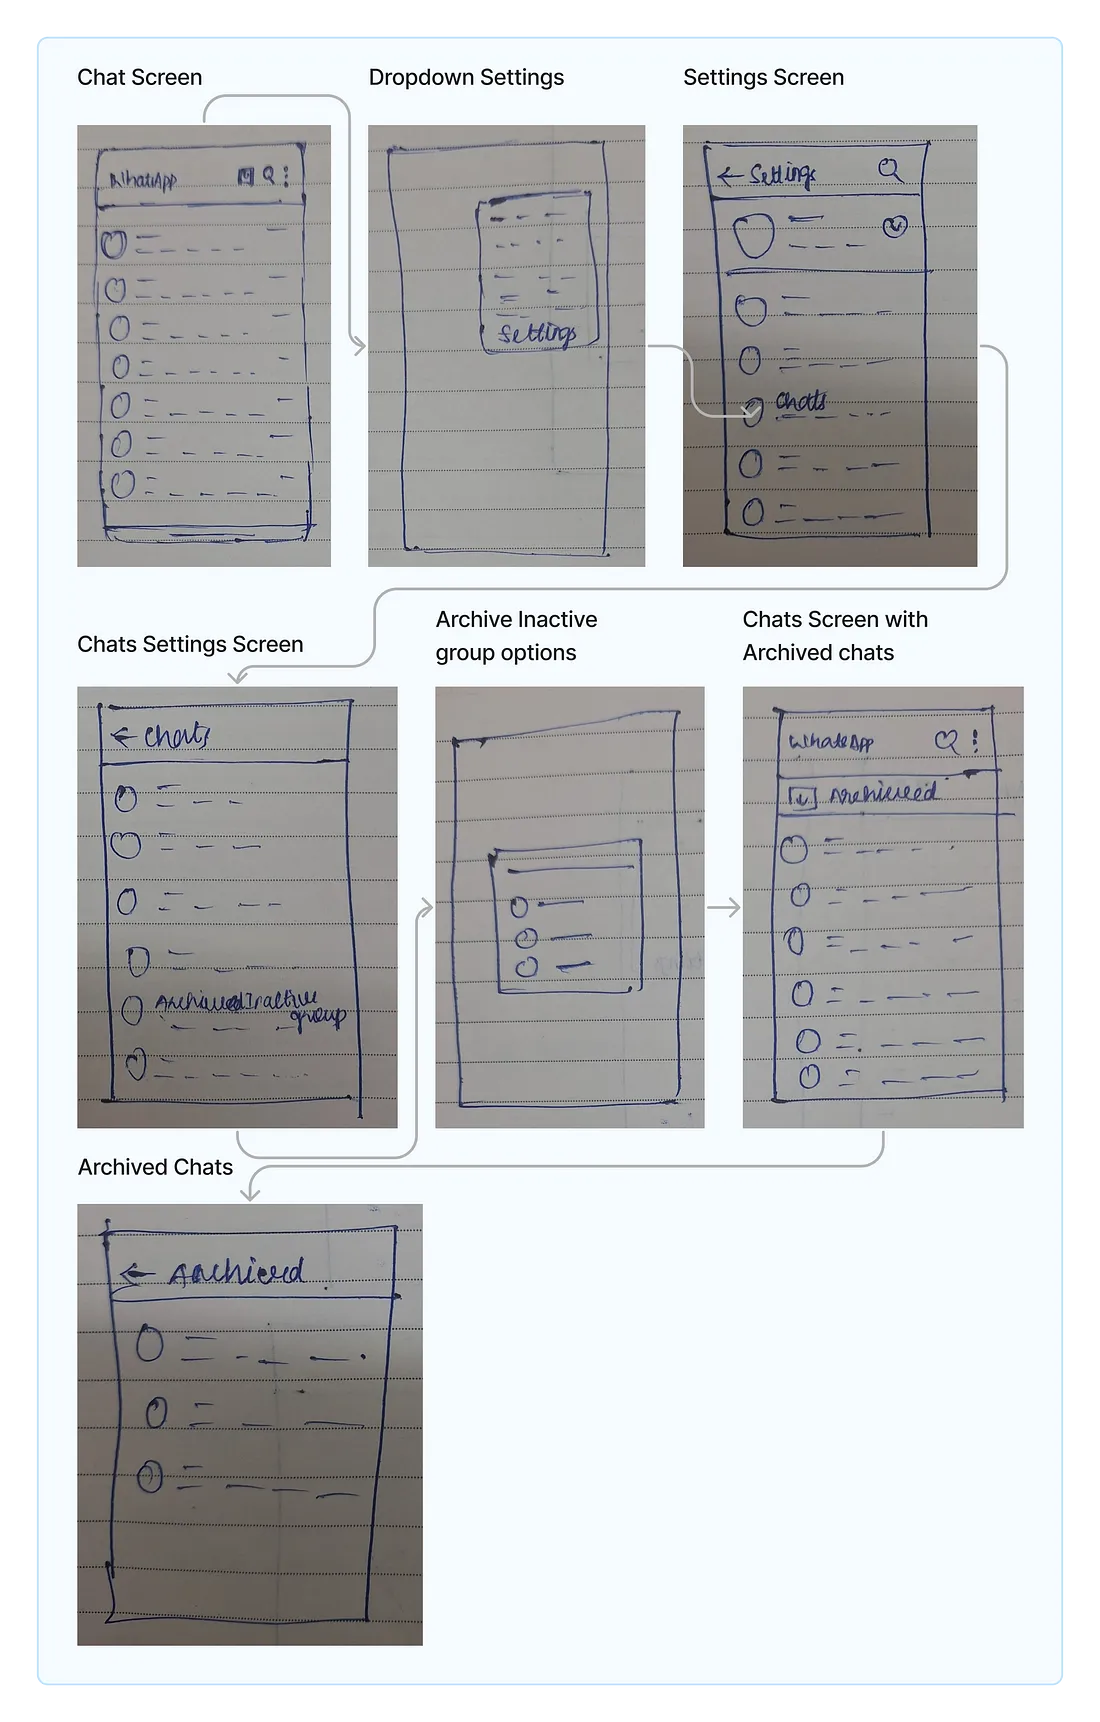 Chat Screen
Dropdown Settings
Settings Screen
WhatsApp
Settings
← Settings
Chats
Chats Settings Screen
Archive Inactive
group options
Chats Screen with
Archived chats
← Chats
Archived Inactive
group
WhatsApp
Archived
Archived Chats
← Archived